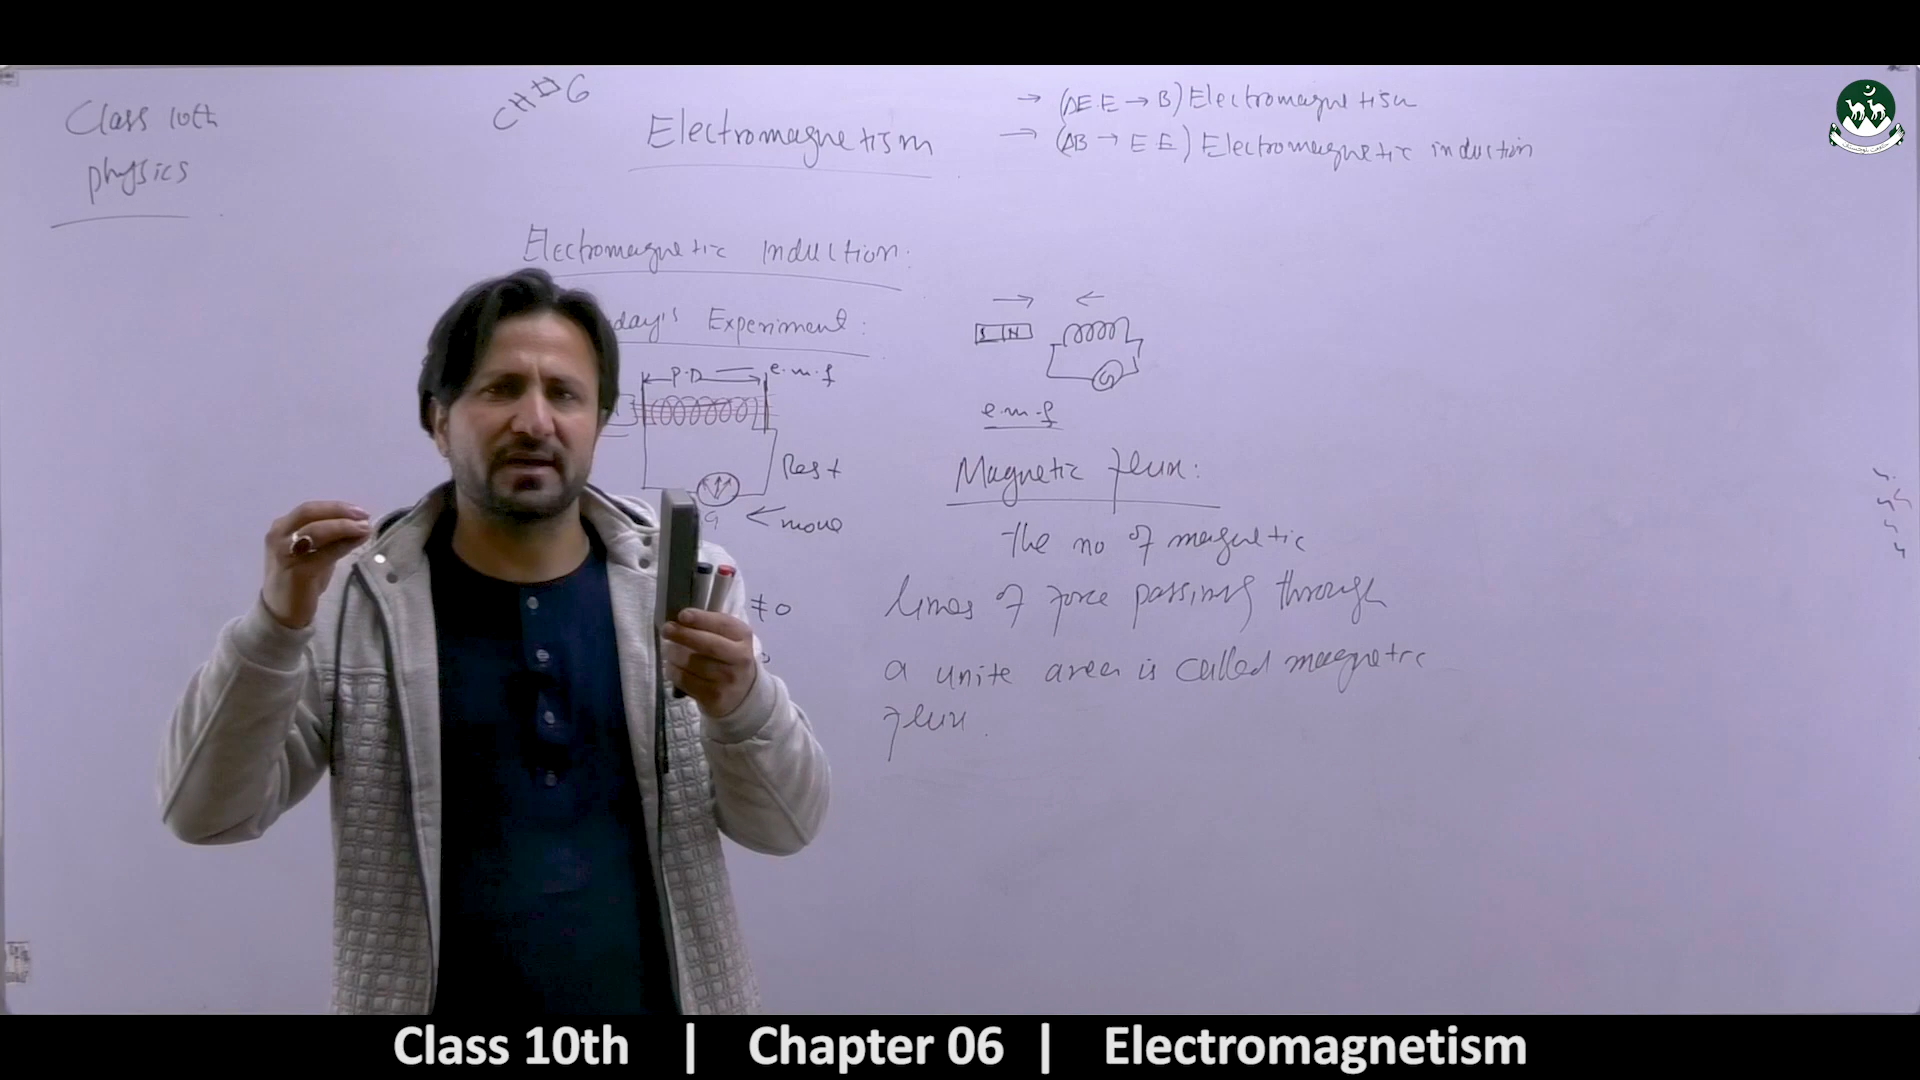 Class 10th
physics
CH # 6
Electromagnetism
→ (ΔE.E → B) Electromagnetism
→ (ΔB → E E) Electromagnetic induction
Electromagnetic induction:
day's Experiment:
P.D e.m.f
Rest
G ← move
≠ 0
→ ←
S N
G
e.m.f
Magnetic flux:
The no of magnetic
lines of force passing through
a unite area is called magnetic
flux.
Class 10th | Chapter 06 | Electromagnetism